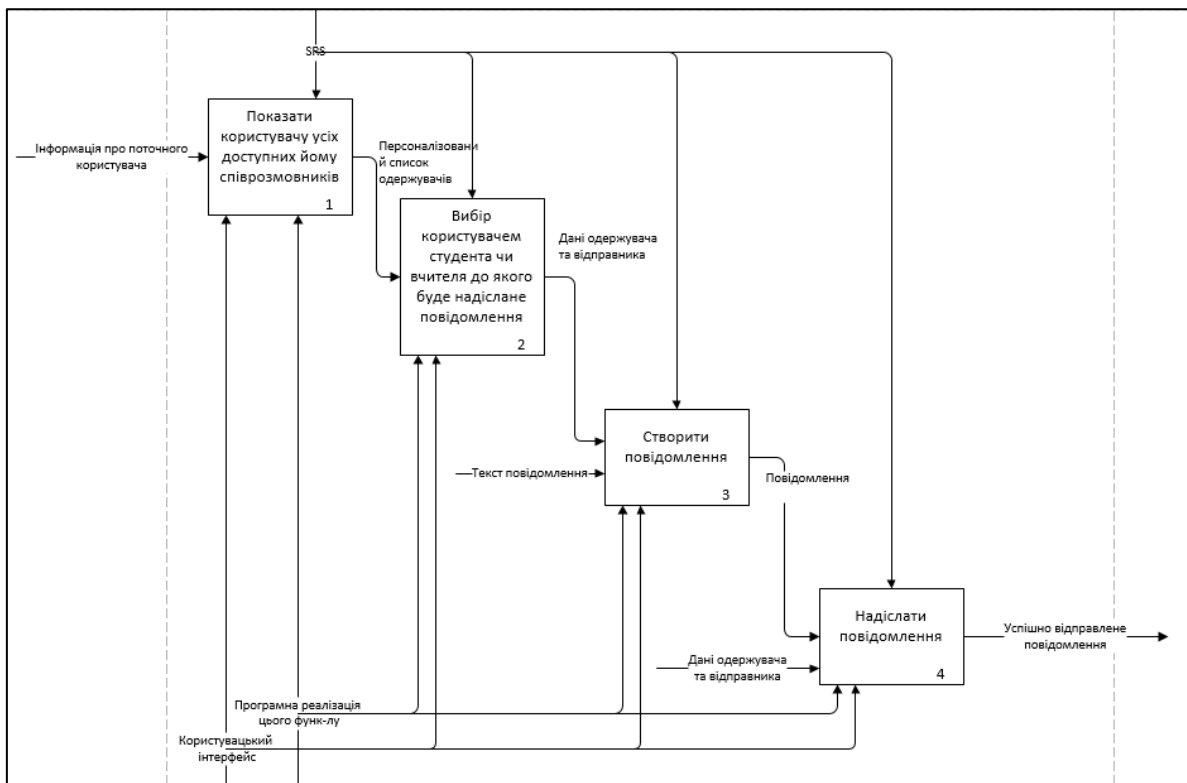 SRS
Показати
користувачу усіх
доступних йому
співрозмовників
1
Інформація про поточного
користувача
Персоналізовани
й список
одержувачів
Вибір
користувачем
студента чи
вчителя до якого
буде надіслане
повідомлення
2
Дані одержувача
та відправника
Створити
повідомлення
3
Текст повідомлення
Повідомлення
Надіслати
повідомлення
4
Успішно відправлене
повідомлення
Дані одержувача
та відправника
Програмна реалізація
цього функ-лу
Користувацький
інтерфейс